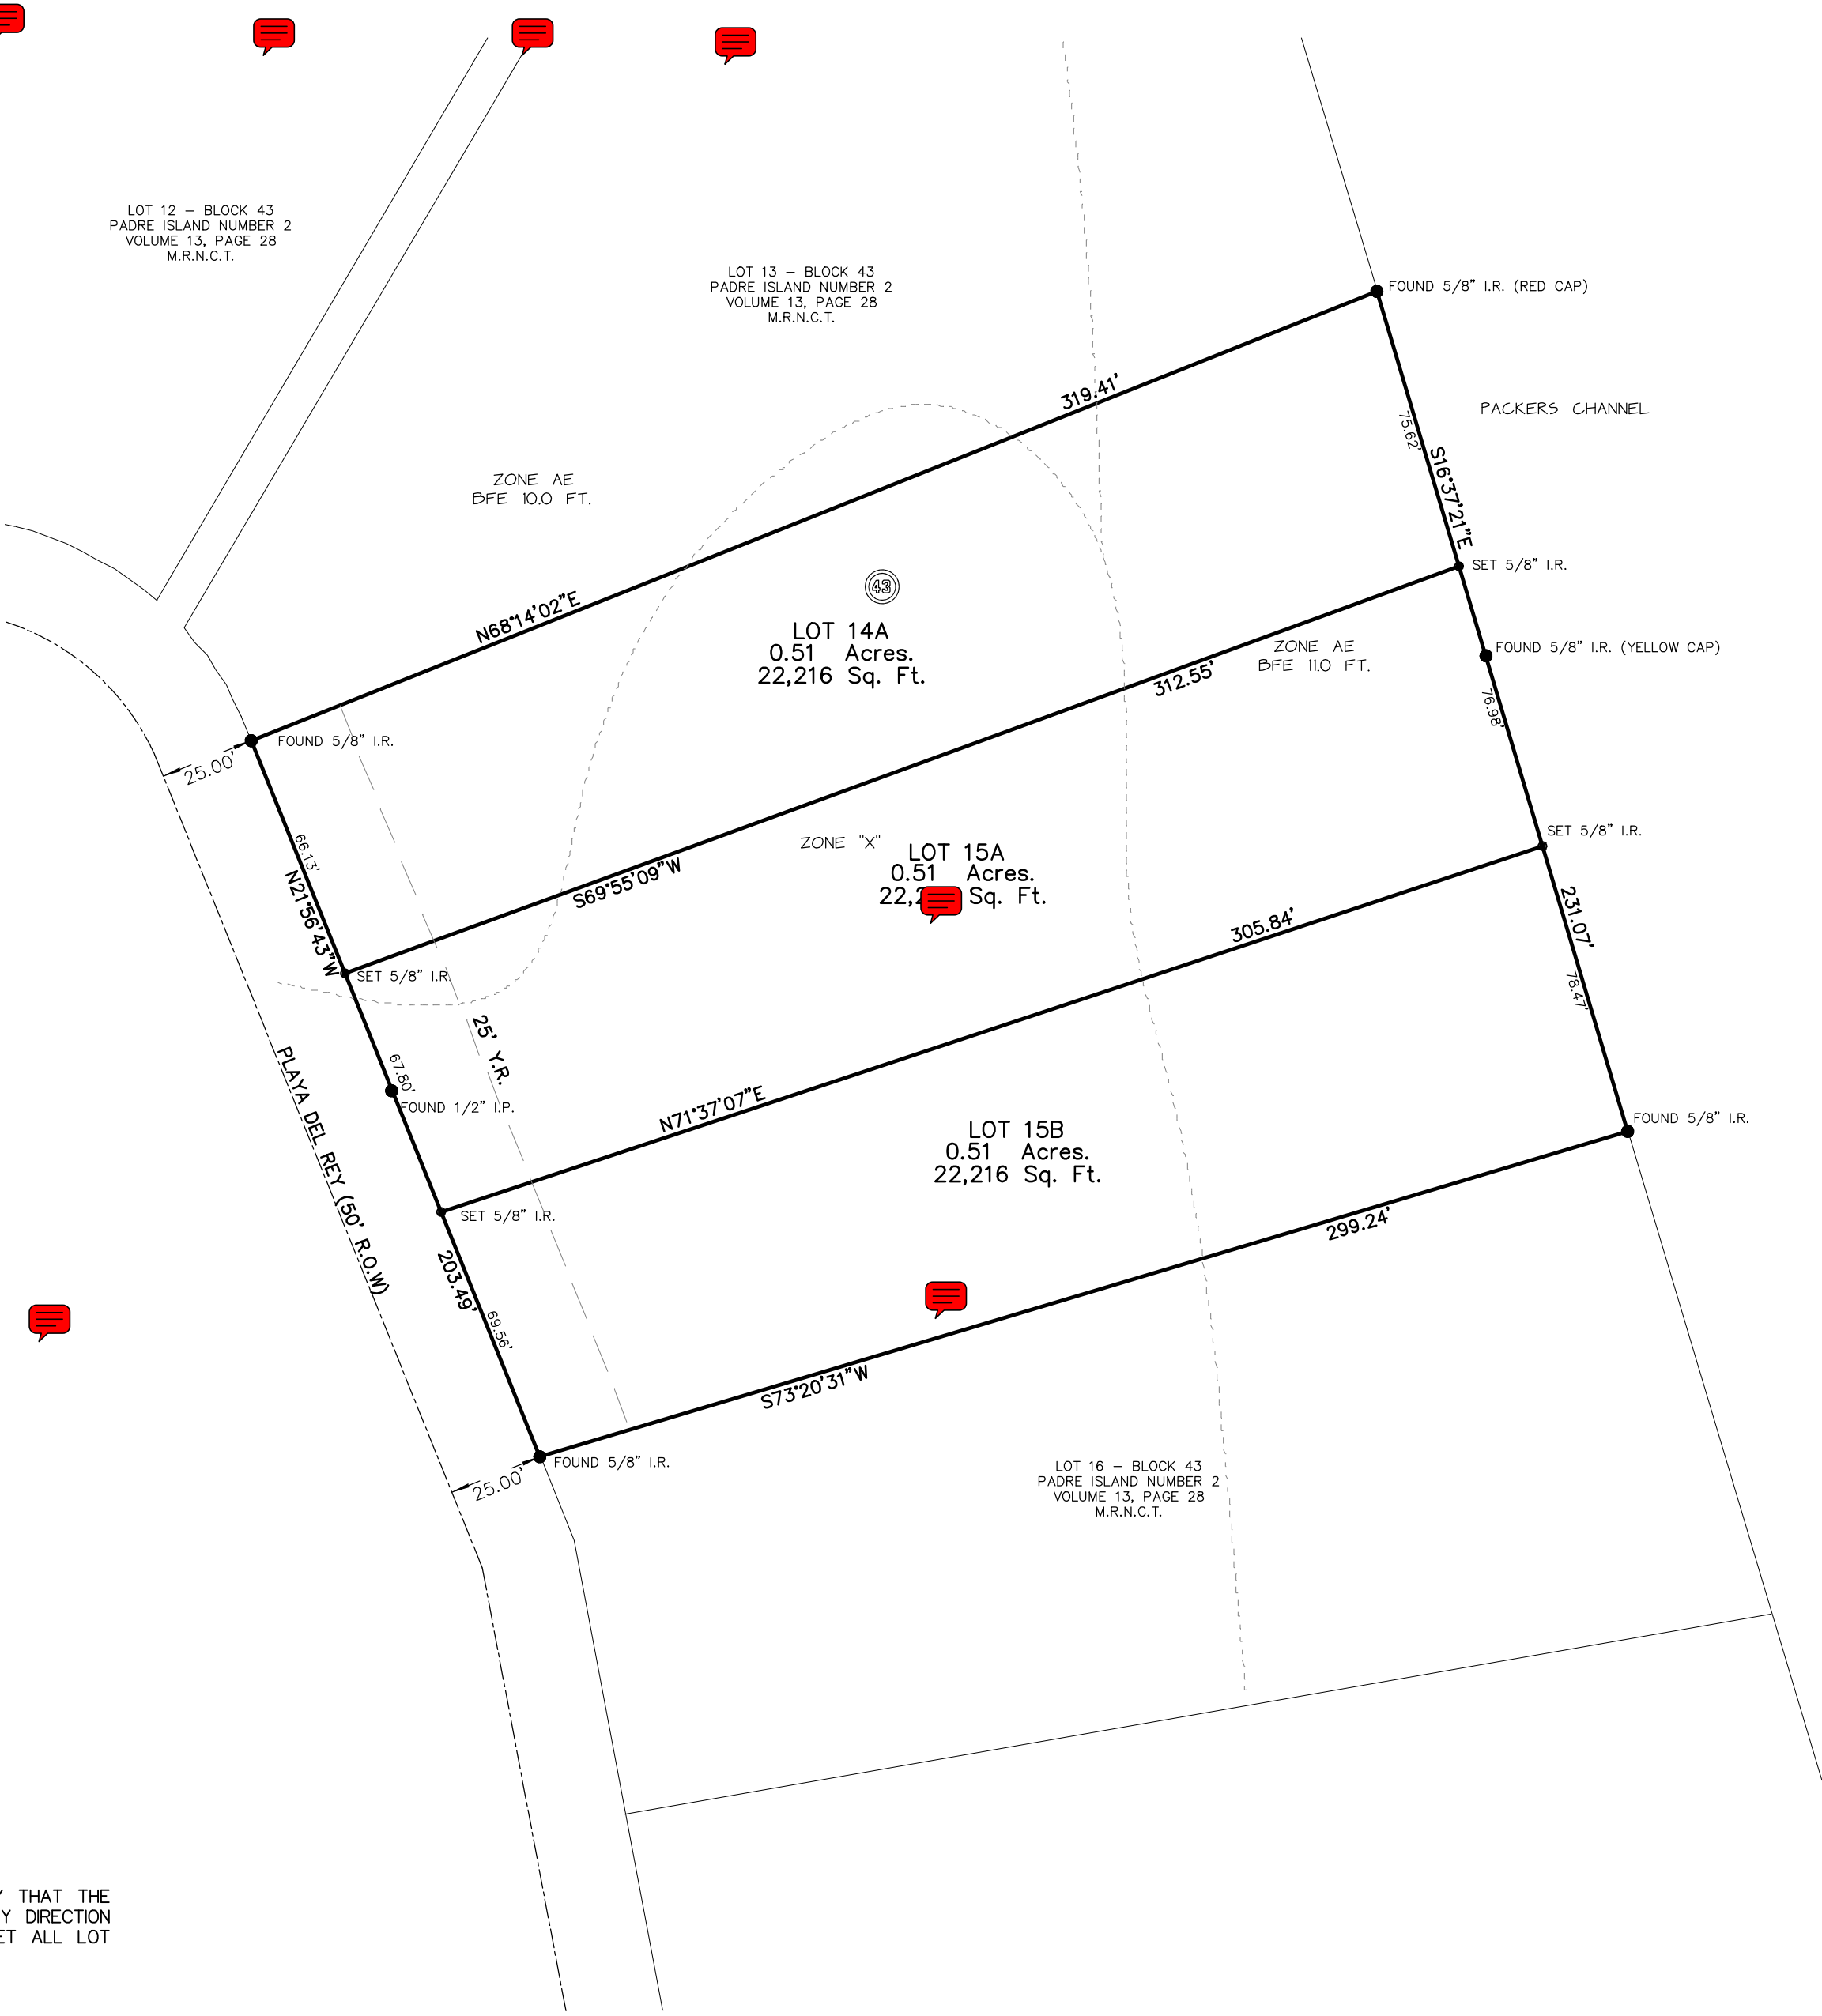 LOT 12 – BLOCK 43
PADRE ISLAND NUMBER 2
VOLUME 13, PAGE 28
M.R.N.C.T.
LOT 13 – BLOCK 43
PADRE ISLAND NUMBER 2
VOLUME 13, PAGE 28
M.R.N.C.T.
FOUND 5/8" I.R. (RED CAP)
319.41'
PACKERS CHANNEL
75.62'
S16°37'21"E
ZONE AE
BFE 10.0 FT.
N68°14'02"E
43
LOT 14A
0.51 Acres.
22,216 Sq. Ft.
SET 5/8" I.R.
ZONE AE
BFE 11.0 FT.
312.55'
FOUND 5/8" I.R. (YELLOW CAP)
76.98'
FOUND 5/8" I.R.
25.00'
66.13'
N21°56'43"W
S69°55'09"W
ZONE "X"
LOT 15A
0.51 Acres.
Sq. Ft.
SET 5/8" I.R.
305.84'
231.07'
78.47'
SET 5/8" I.R.
25' Y.R.
67.80'
FOUND 1/2" I.P.
PLAYA DEL REY (50' R.O.W)
N71°37'07"E
LOT 15B
0.51 Acres.
22,216 Sq. Ft.
FOUND 5/8" I.R.
SET 5/8" I.R.
203.49'
69.56'
299.24'
S73°20'31"W
FOUND 5/8" I.R.
25.00'
LOT 16 – BLOCK 43
PADRE ISLAND NUMBER 2
VOLUME 13, PAGE 28
M.R.N.C.T.
THAT THE
Y DIRECTION
ET ALL LOT